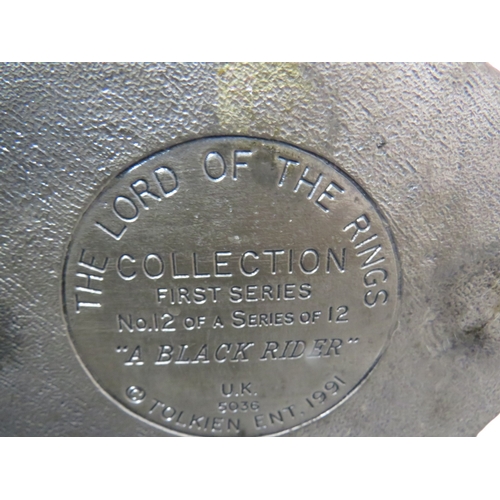 THE LORD OF THE RINGS
COLLECTION
FIRST SERIES
No.12 OF A SERIES OF 12
"A BLACK RIDER"
U.K.
5036
© TOLKIEN ENT. 1991